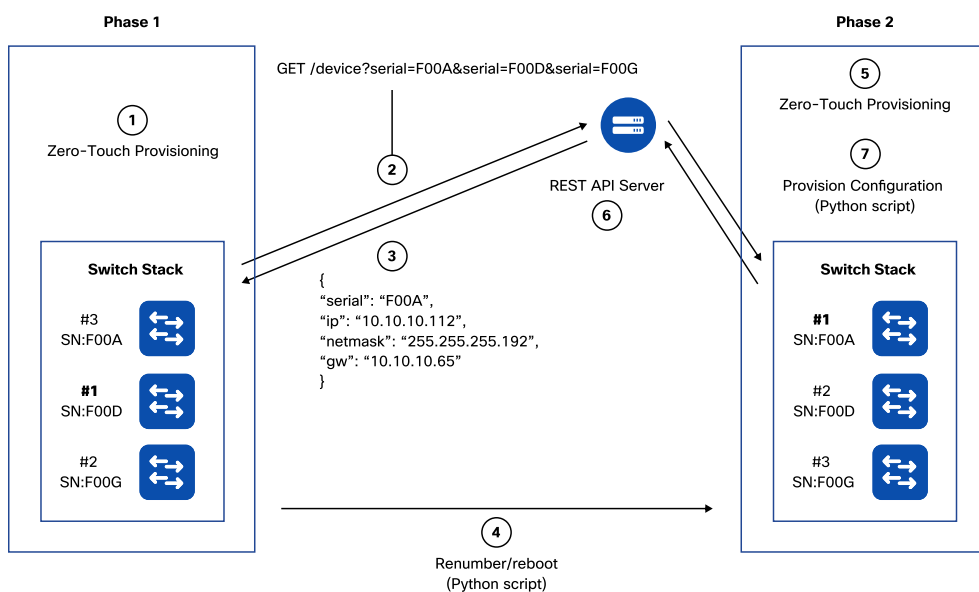 Phase 1
Phase 2
GET /device?serial=F00A&serial=F00D&serial=F00G
1
Zero-Touch Provisioning
2
REST API Server
6
5
Zero-Touch Provisioning
7
Provision Configuration
(Python script)
3
{
“serial”: “F00A”,
“ip”: “10.10.10.112”,
“netmask”: “255.255.255.192”,
“gw”: “10.10.10.65”
}
Switch Stack
#3
SN:F00A
#1
SN:F00D
#2
SN:F00G
Switch Stack
#1
SN:F00A
#2
SN:F00D
#3
SN:F00G
4
Renumber/reboot
(Python script)